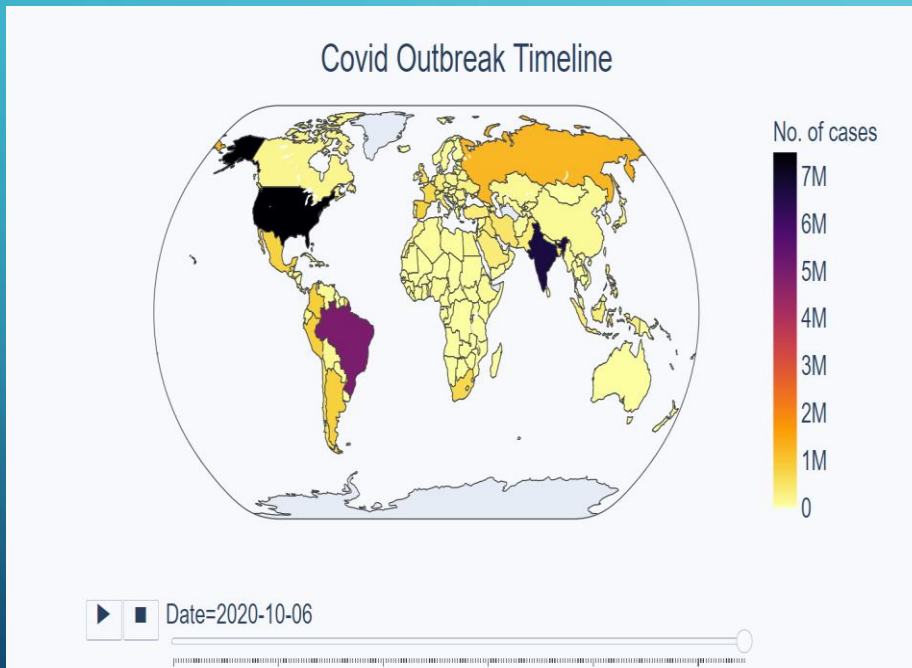 Covid Outbreak Timeline
No. of cases
7M
6M
5M
4M
3M
2M
1M
0
Date=2020-10-06